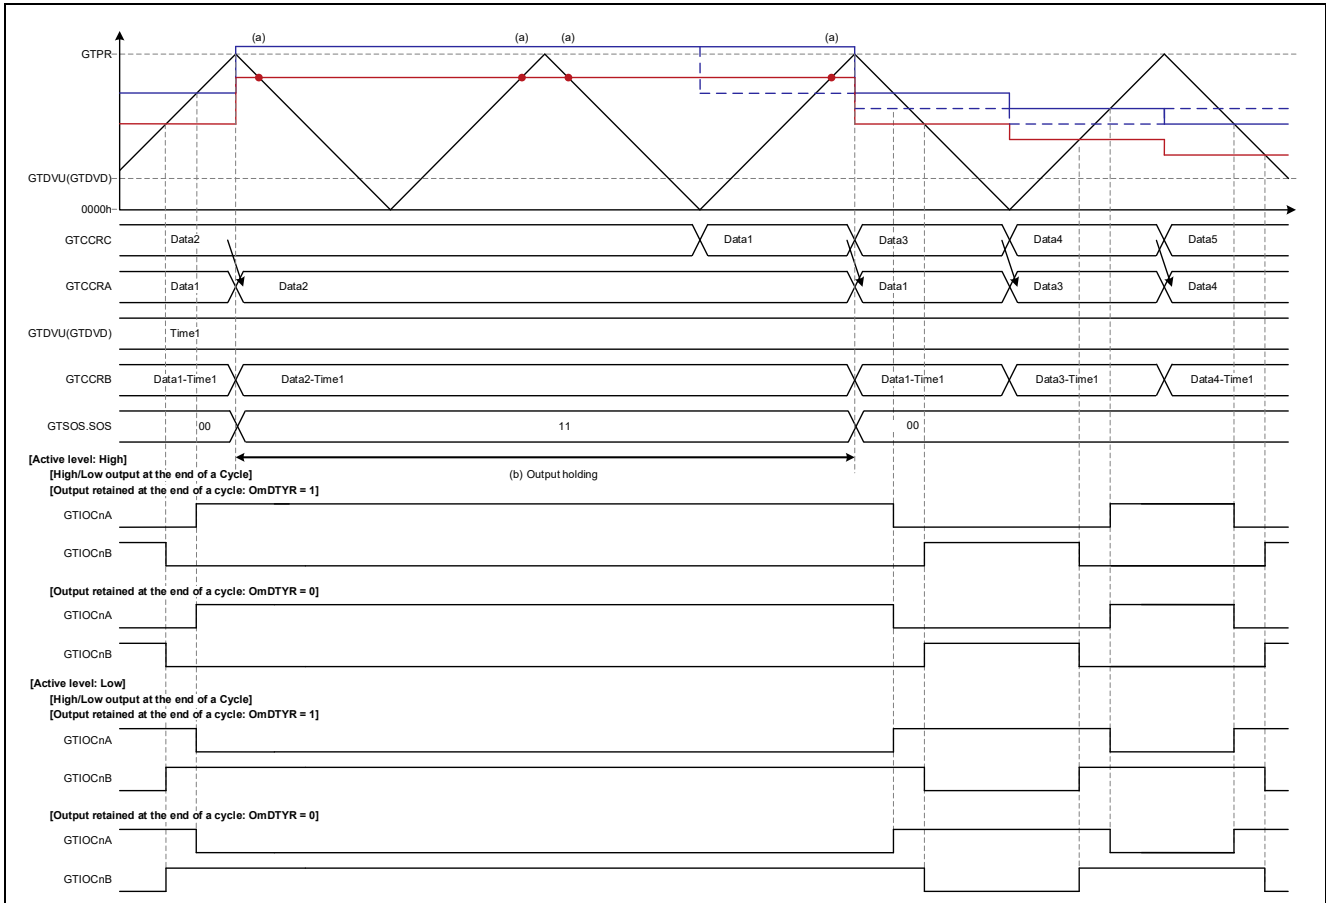 (a) (a) (a) (a)
GTPR
GTDVU(GTDVD)
0000h
GTCCRC Data2 Data1 Data3 Data4 Data5
GTCCRA Data1 Data2 Data1 Data3 Data4
GTDVU(GTDVD) Time1
GTCCRB Data1-Time1 Data2-Time1 Data1-Time1 Data3-Time1 Data4-Time1
GTSOS.SOS 00 11 00
[Active level: High]
[High/Low output at the end of a Cycle] (b) Output holding
[Output retained at the end of a cycle: OmDTYR = 1]
GTIOCnA
GTIOCnB
[Output retained at the end of a cycle: OmDTYR = 0]
GTIOCnA
GTIOCnB
[Active level: Low]
[High/Low output at the end of a Cycle]
[Output retained at the end of a cycle: OmDTYR = 1]
GTIOCnA
GTIOCnB
[Output retained at the end of a cycle: OmDTYR = 0]
GTIOCnA
GTIOCnB